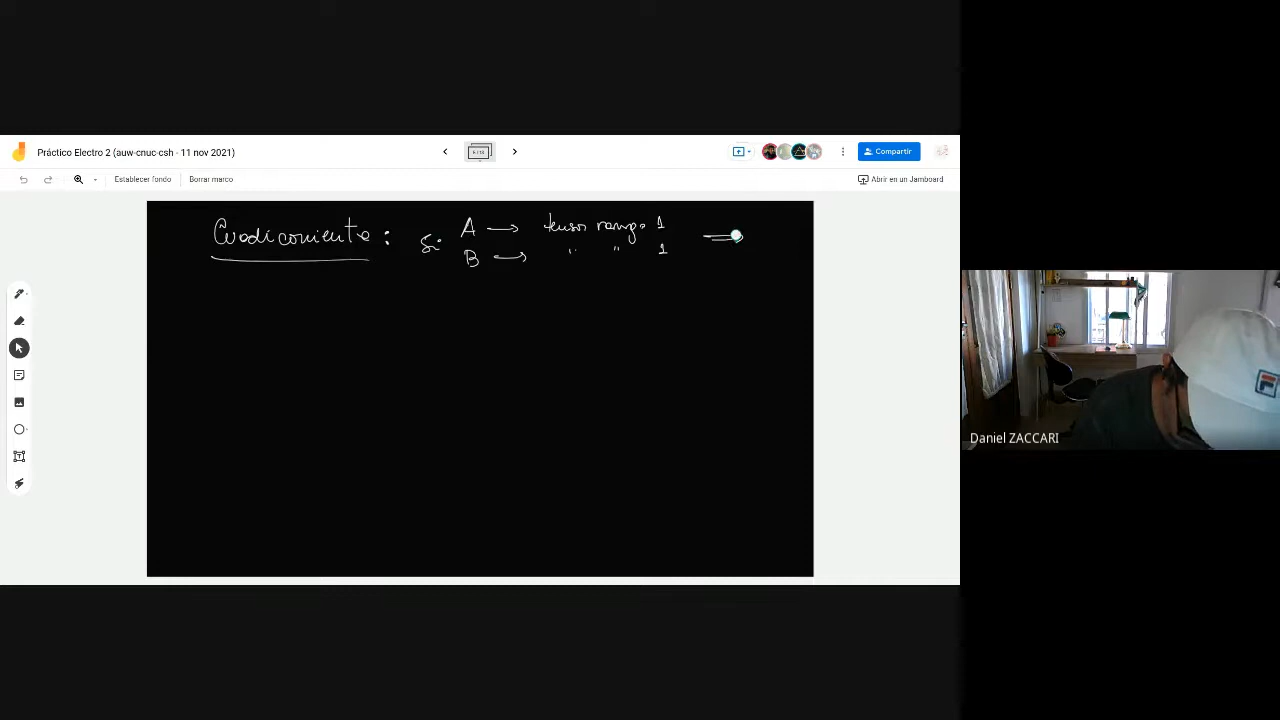 Práctico Electro 2 (auw-cnuc-csh - 11 nov 2021)
Compartir
Establecer fondo
Borrar marco
Abrir en un Jamboard
Cuadricorriente : Si A → tensor rango 1 ⇒
B → " " 1
Daniel ZACCARI